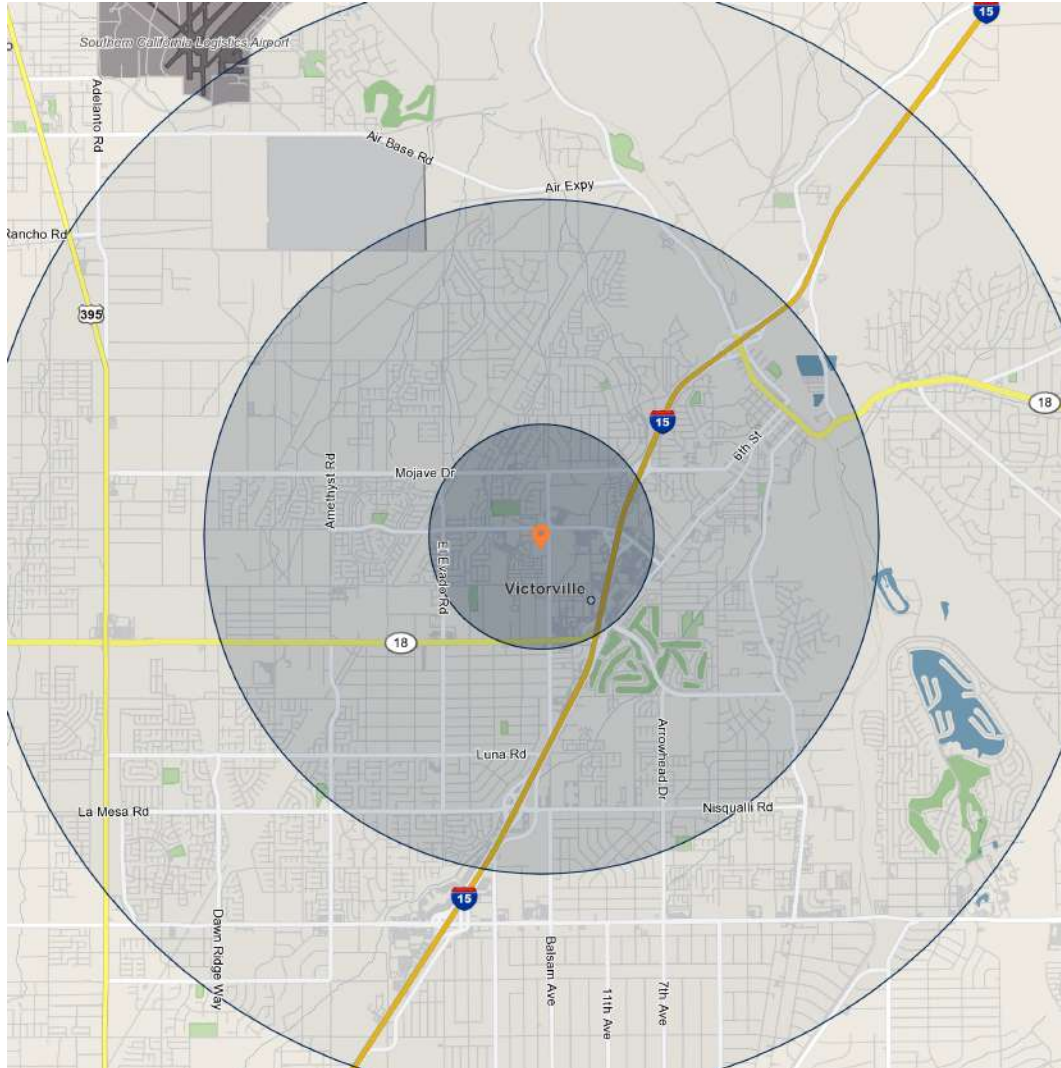 15
Southern California Logistics Airport
Adelanto Rd
Air Base Rd
Air Expy
Rancho Rd
395
18
15
6th St
Mojave Dr
Amethyst Rd
El Evado Rd
Victorville
18
Luna Rd
Arrowhead Dr
La Mesa Rd
Nisqualli Rd
15
Dawn Ridge Way
Balsam Ave
11th Ave
7th Ave